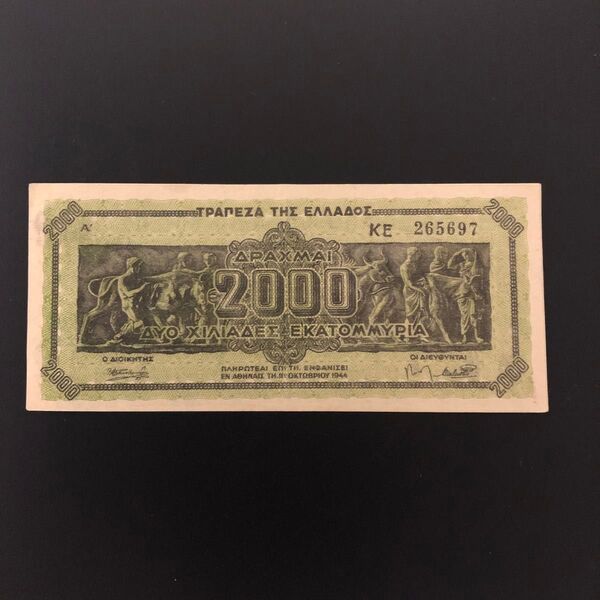 2000 ΤΡΑΠΕΖΑ ΤΗΣ ΕΛΛΑΔΟΣ 2000
Α' ΚΕ 265697
ΔΡΑΧΜΑΙ
2000
ΔΥΟ ΧΙΛΙΑΔΕΣ ΕΚΑΤΟΜΜΥΡΙΑ
Ο ΔΙΟΙΚΗΤΗΣ ΟΙ ΔΙΕΥΘΥΝΤΑΙ
ΠΛΗΡΩΤΕΑΙ ΕΠΙ ΤΗ ΕΜΦΑΝΙΣΕΙ
2000 ΕΝ ΑΘΗΝΑΙΣ ΤΗ ΟΚΤΩΒΡΙΟΥ 1944 2000